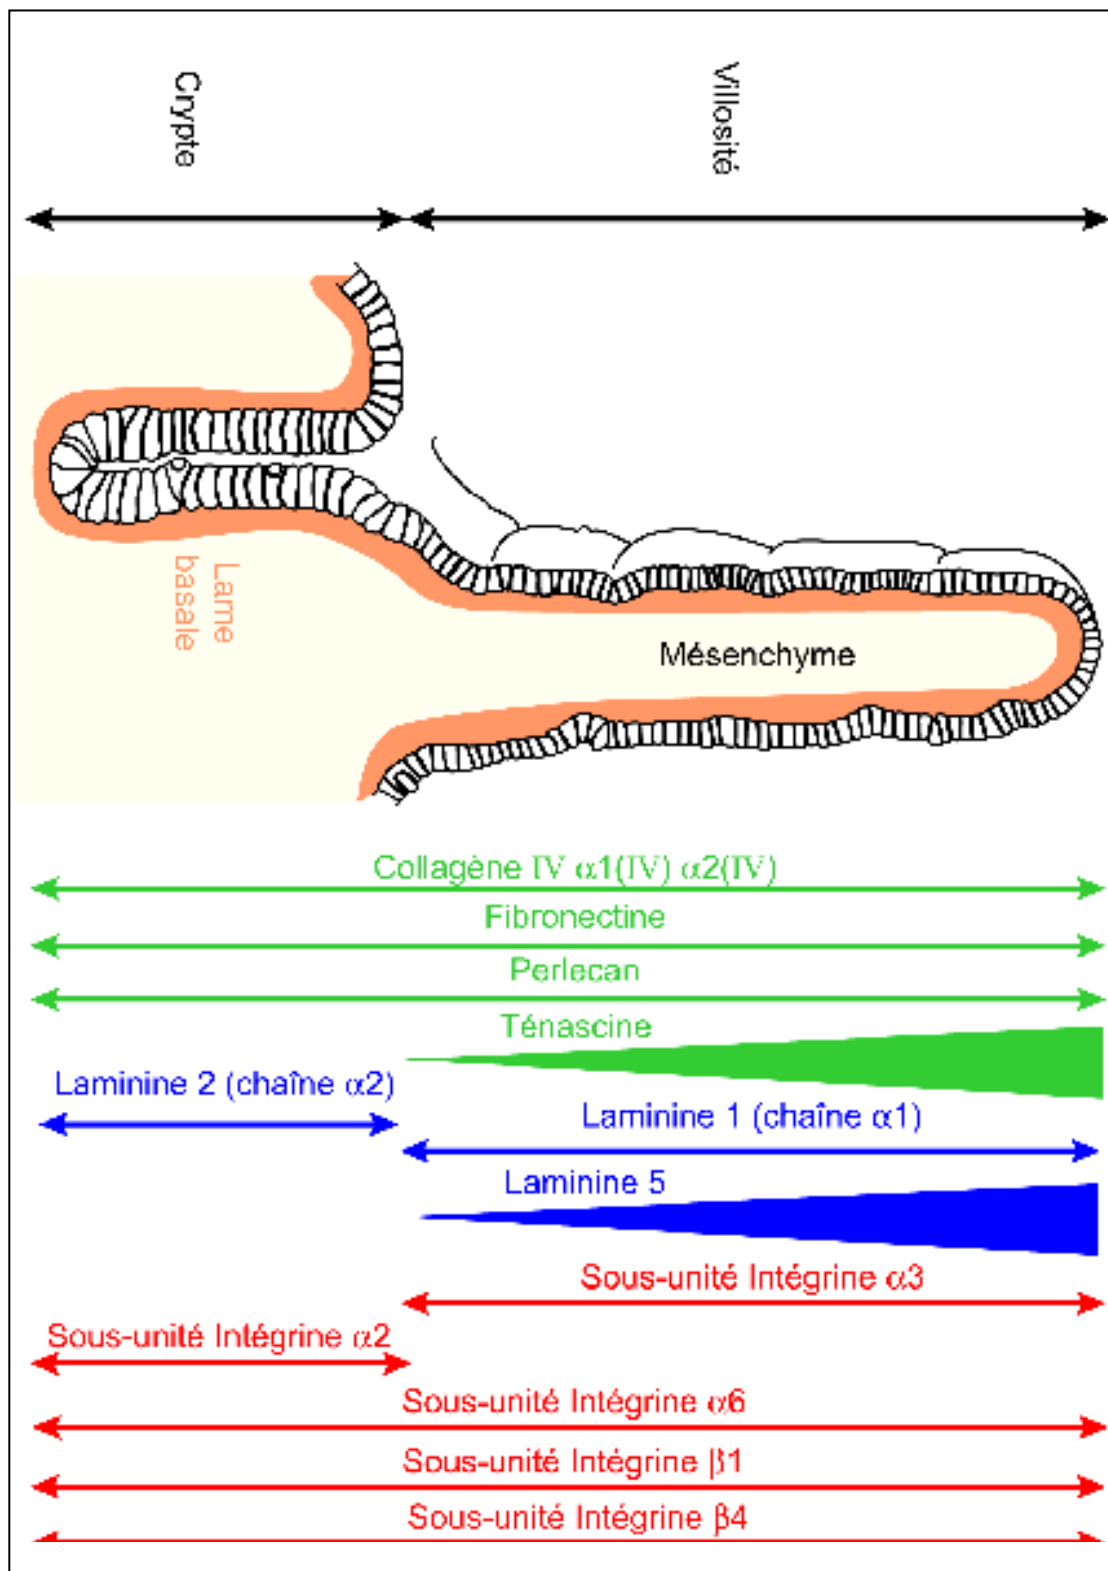 Crypte
Villosité
Lame
basale
Mésenchyme
Collagène IV α1(IV) α2(IV)
Fibronectine
Perlecan
Ténascine
Laminine 2 (chaîne α2)
Laminine 1 (chaîne α1)
Laminine 5
Sous-unité Intégrine α3
Sous-unité Intégrine α2
Sous-unité Intégrine α6
Sous-unité Intégrine β1
Sous-unité Intégrine β4